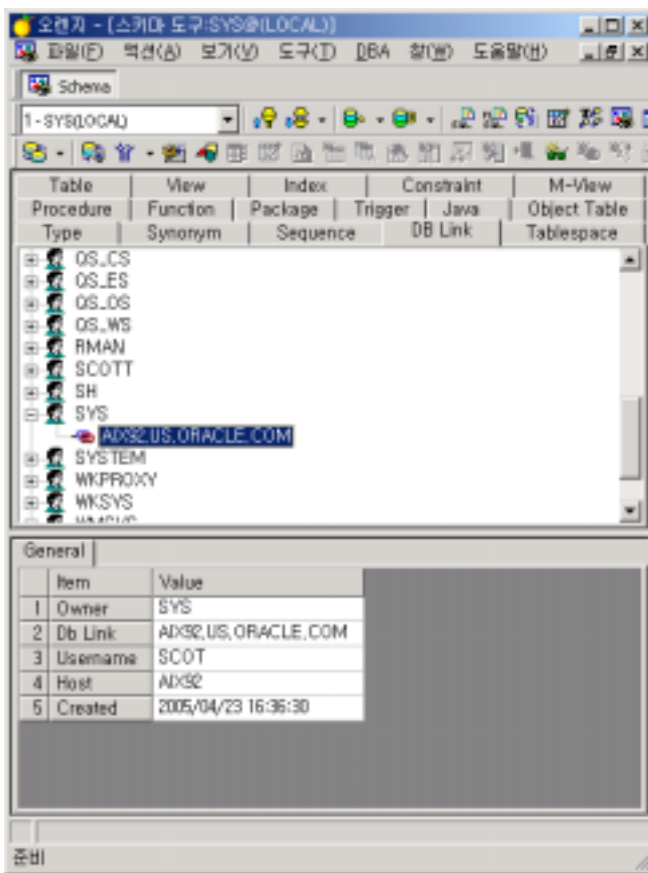 오렌지 - [스키마 도구:SYS@(LOCAL)]
파일(F) 액션(A) 보기(V) 도구(T) DBA 창(W) 도움말(H)
Schema
1 - SYS(LOCAL)
Table View Index Constraint M-View
Procedure Function Package Trigger Java Object Table
Type Synonym Sequence DB Link Tablespace
QS_CS
QS_ES
QS_OS
QS_WS
RMAN
SCOTT
SH
SYS
AIX92.US.ORACLE.COM
SYSTEM
WKPROXY
WKSYS
General
Item Value
1 Owner SYS
2 Db Link AIX92.US.ORACLE.COM
3 Username SCOT
4 Host AIX92
5 Created 2005/04/23 16:36:30
준비